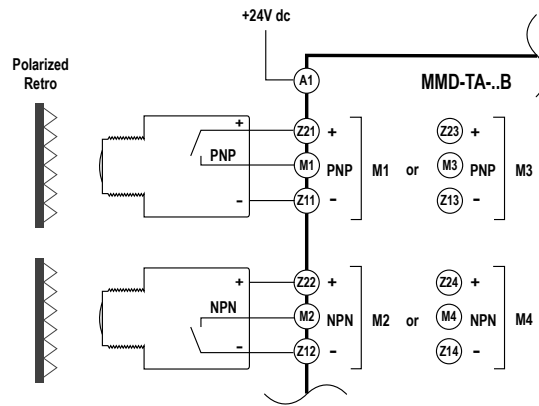 +24V dc
Polarized
Retro
A1
MMD-TA-..B
+ Z21 + Z23 +
PNP M1 PNP M1 or M3 PNP M3
- Z11 - Z13 -
+ Z22 + Z24 +
NPN M2 NPN M2 or M4 NPN M4
- Z12 - Z14 -